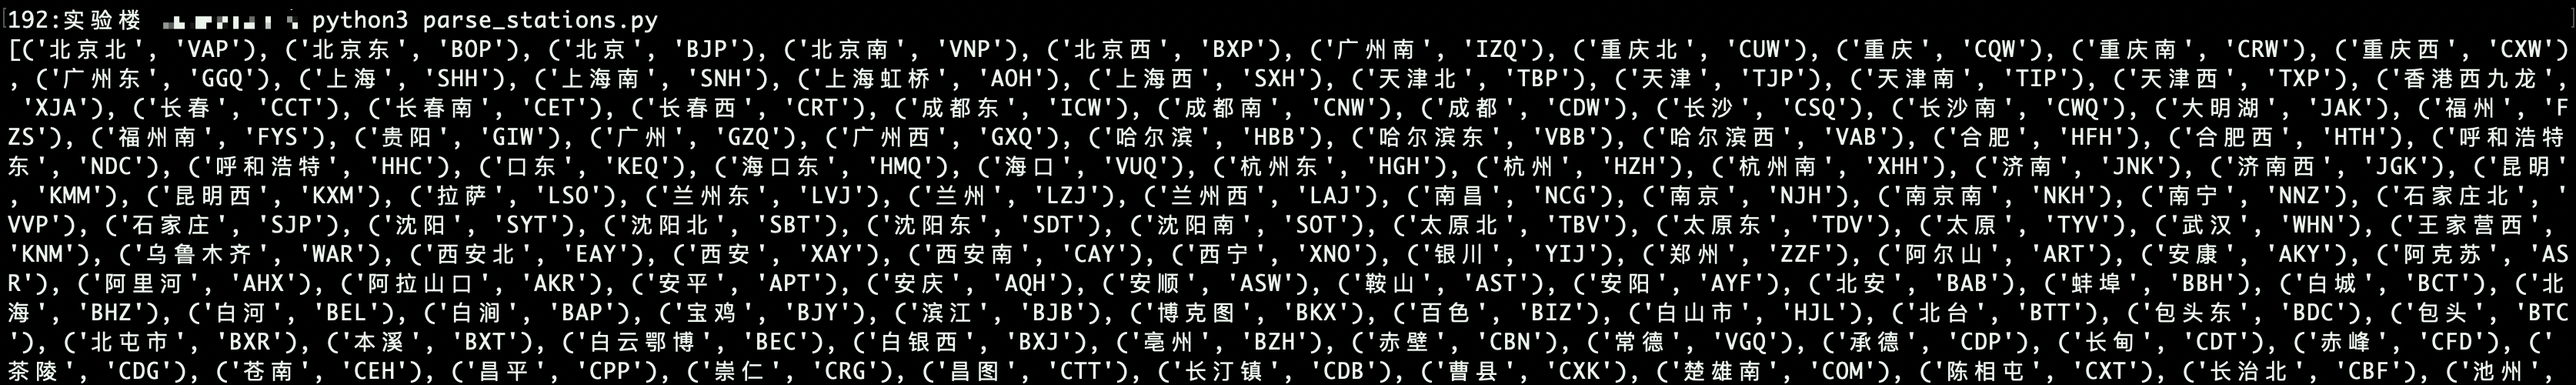 192:实验楼 python3 parse_stations.py
[('北京北', 'VAP'), ('北京东', 'BOP'), ('北京', 'BJP'), ('北京南', 'VNP'), ('北京西', 'BXP'), ('广州南', 'IZQ'), ('重庆北', 'CUW'), ('重庆', 'CQW'), ('重庆南', 'CRW'), ('重庆西', 'CXW')
, ('广州东', 'GGQ'), ('上海', 'SHH'), ('上海南', 'SNH'), ('上海虹桥', 'AOH'), ('上海西', 'SXH'), ('天津北', 'TBP'), ('天津', 'TJP'), ('天津南', 'TIP'), ('天津西', 'TXP'), ('香港西九龙',
'XJA'), ('长春', 'CCT'), ('长春南', 'CET'), ('长春西', 'CRT'), ('成都东', 'ICW'), ('成都南', 'CNW'), ('成都', 'CDW'), ('长沙', 'CSQ'), ('长沙南', 'CWQ'), ('大明湖', 'JAK'), ('福州', 'F
ZS'), ('福州南', 'FYS'), ('贵阳', 'GIW'), ('广州', 'GZQ'), ('广州西', 'GXQ'), ('哈尔滨', 'HBB'), ('哈尔滨东', 'VBB'), ('哈尔滨西', 'VAB'), ('合肥', 'HFH'), ('合肥西', 'HTH'), ('呼和浩特
东', 'NDC'), ('呼和浩特', 'HHC'), ('口东', 'KEQ'), ('海口东', 'HMQ'), ('海口', 'VUQ'), ('杭州东', 'HGH'), ('杭州', 'HZH'), ('杭州南', 'XHH'), ('济南', 'JNK'), ('济南西', 'JGK'), ('昆明'
, 'KMM'), ('昆明西', 'KXM'), ('拉萨', 'LSO'), ('兰州东', 'LVJ'), ('兰州', 'LZJ'), ('兰州西', 'LAJ'), ('南昌', 'NCG'), ('南京', 'NJH'), ('南京南', 'NKH'), ('南宁', 'NNZ'), ('石家庄北', '
VVP'), ('石家庄', 'SJP'), ('沈阳', 'SYT'), ('沈阳北', 'SBT'), ('沈阳东', 'SDT'), ('沈阳南', 'SOT'), ('太原北', 'TBV'), ('太原东', 'TDV'), ('太原', 'TYV'), ('武汉', 'WHN'), ('王家营西',
'KNM'), ('乌鲁木齐', 'WAR'), ('西安北', 'EAY'), ('西安', 'XAY'), ('西安南', 'CAY'), ('西宁', 'XNO'), ('银川', 'YIJ'), ('郑州', 'ZZF'), ('阿尔山', 'ART'), ('安康', 'AKY'), ('阿克苏', 'AS
R'), ('阿里河', 'AHX'), ('阿拉山口', 'AKR'), ('安平', 'APT'), ('安庆', 'AQH'), ('安顺', 'ASW'), ('鞍山', 'AST'), ('安阳', 'AYF'), ('北安', 'BAB'), ('蚌埠', 'BBH'), ('白城', 'BCT'), ('北
海', 'BHZ'), ('白河', 'BEL'), ('白涧', 'BAP'), ('宝鸡', 'BJY'), ('滨江', 'BJB'), ('博克图', 'BKX'), ('百色', 'BIZ'), ('白山市', 'HJL'), ('北台', 'BTT'), ('包头东', 'BDC'), ('包头', 'BTC
'), ('北屯市', 'BXR'), ('本溪', 'BXT'), ('白云鄂博', 'BEC'), ('白银西', 'BXJ'), ('亳州', 'BZH'), ('赤壁', 'CBN'), ('常德', 'VGQ'), ('承德', 'CDP'), ('长甸', 'CDT'), ('赤峰', 'CFD'), ('
茶陵', 'CDG'), ('苍南', 'CEH'), ('昌平', 'CPP'), ('崇仁', 'CRG'), ('昌图', 'CTT'), ('长汀镇', 'CDB'), ('曹县', 'CXK'), ('楚雄南', 'COM'), ('陈相屯', 'CXT'), ('长治北', 'CBF'), ('池州',